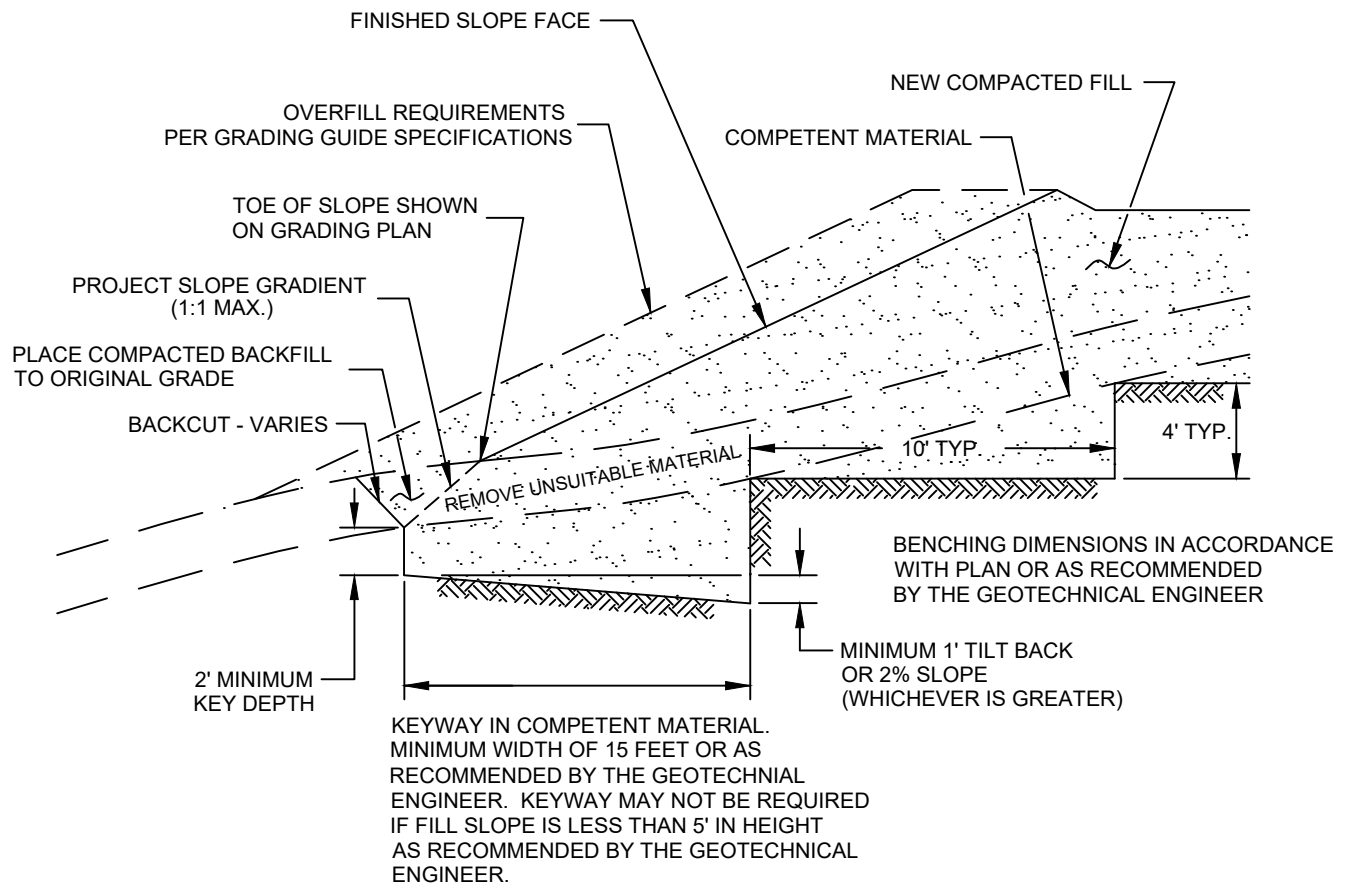 FINISHED SLOPE FACE
NEW COMPACTED FILL
OVERFILL REQUIREMENTS
PER GRADING GUIDE SPECIFICATIONS
COMPETENT MATERIAL
TOE OF SLOPE SHOWN
ON GRADING PLAN
PROJECT SLOPE GRADIENT
(1:1 MAX.)
PLACE COMPACTED BACKFILL
TO ORIGINAL GRADE
BACKCUT - VARIES
REMOVE UNSUITABLE MATERIAL
10' TYP.
4' TYP.
BENCHING DIMENSIONS IN ACCORDANCE
WITH PLAN OR AS RECOMMENDED
BY THE GEOTECHNICAL ENGINEER
2' MINIMUM
KEY DEPTH
MINIMUM 1' TILT BACK
OR 2% SLOPE
(WHICHEVER IS GREATER)
KEYWAY IN COMPETENT MATERIAL.
MINIMUM WIDTH OF 15 FEET OR AS
RECOMMENDED BY THE GEOTECHNIAL
ENGINEER. KEYWAY MAY NOT BE REQUIRED
IF FILL SLOPE IS LESS THAN 5' IN HEIGHT
AS RECOMMENDED BY THE GEOTECHNICAL
ENGINEER.